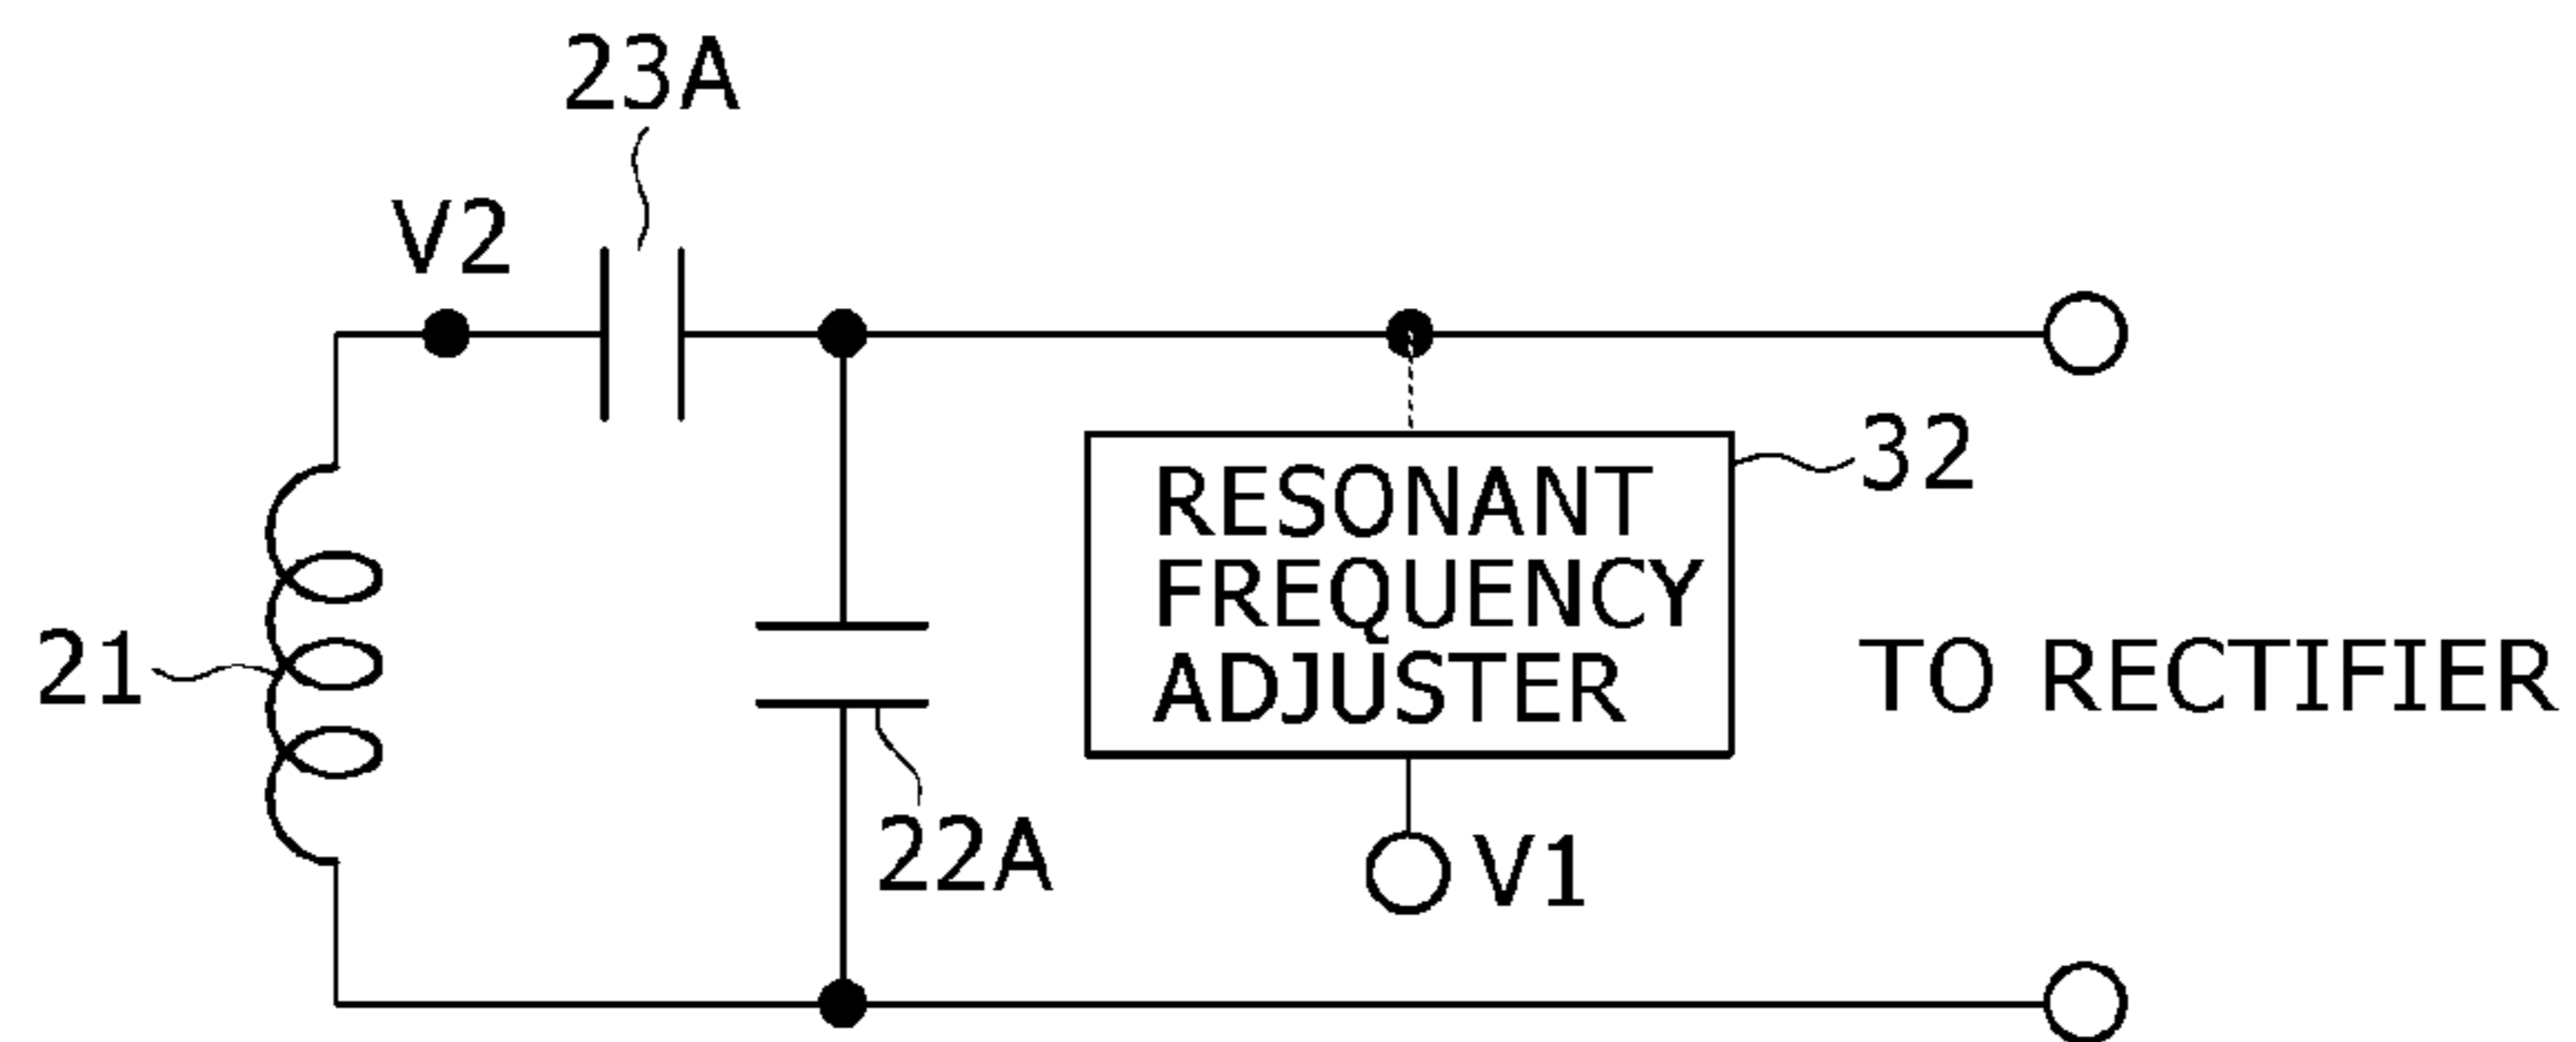 23A
V2
RESONANT
FREQUENCY
ADJUSTER
32
21
TO RECTIFIER
22A
V1